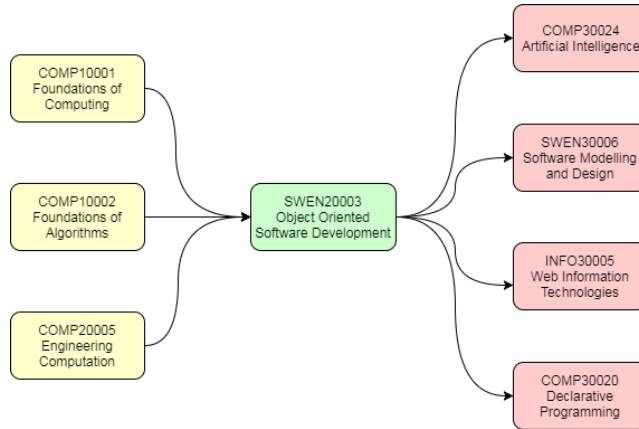 COMP10001
Foundations of
Computing
COMP10002
Foundations of
Algorithms
COMP20005
Engineering
Computation
SWEN20003
Object Oriented
Software Development
COMP30024
Artificial Intelligence
SWEN30006
Software Modelling
and Design
INFO30005
Web Information
Technologies
COMP30020
Declarative
Programming